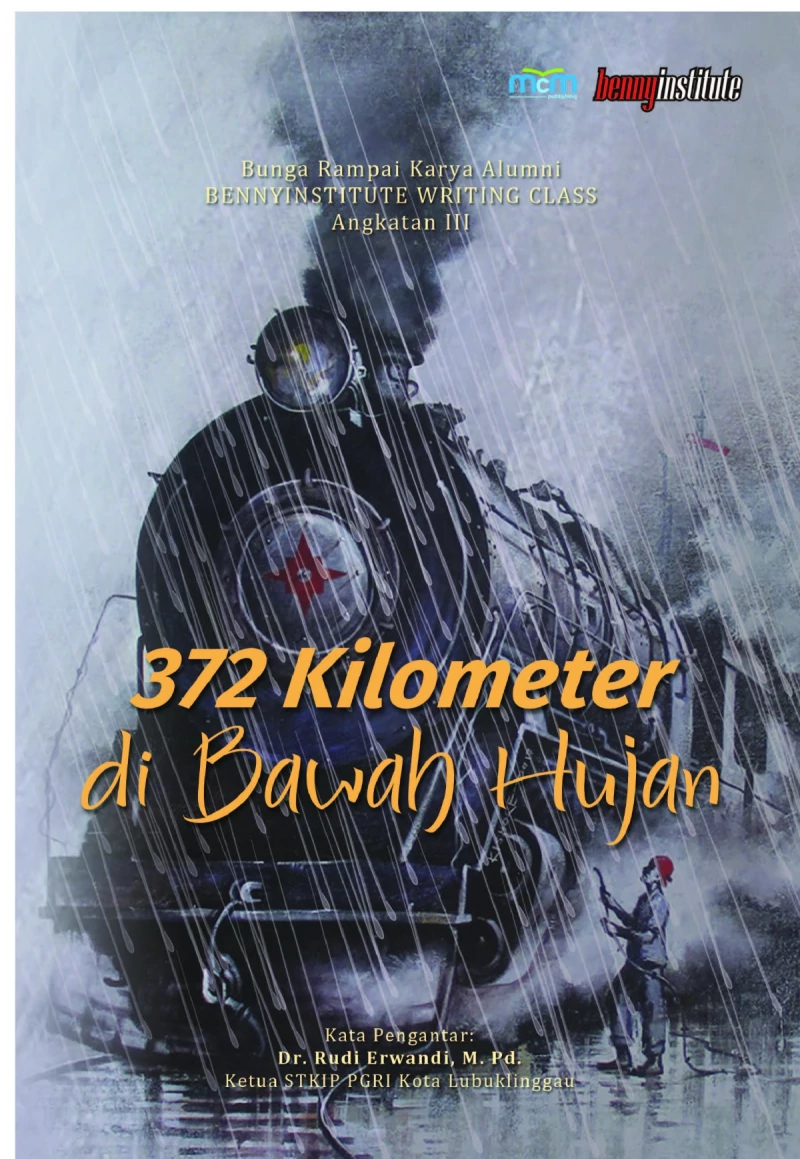 mcm
publishing
bennyinstitute
Bunga Rampai Karya Alumni
BENNYINSTITUTE WRITING CLASS
Angkatan III
372 Kilometer
di Bawah Hujan
Kata Pengantar:
Dr. Rudi Erwandi, M. Pd.
Ketua STKIP PGRI Kota Lubuklinggau